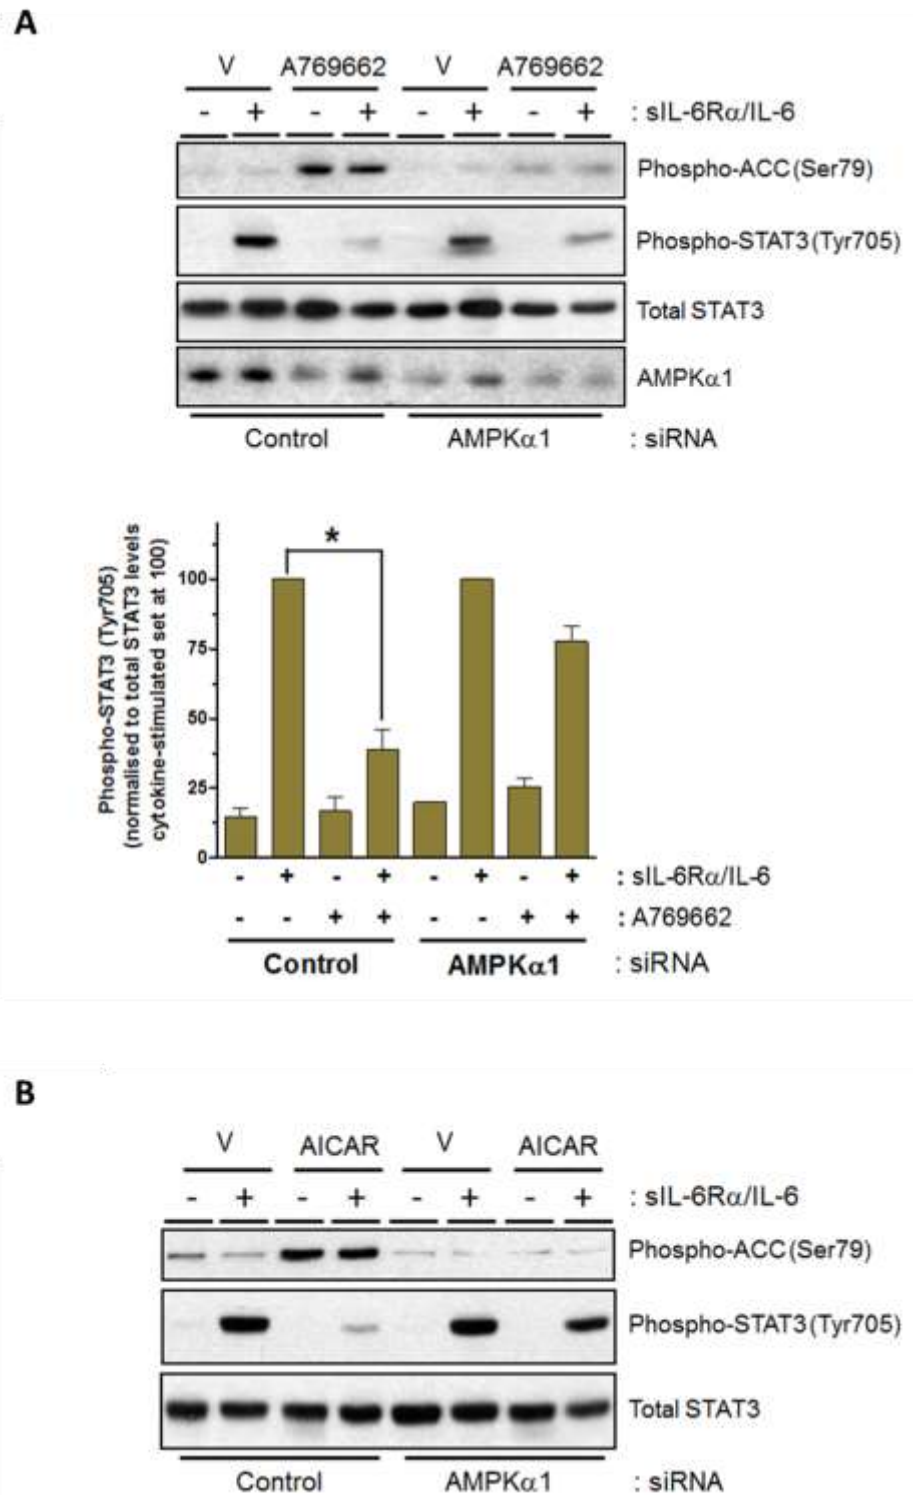 A
V A769662 V A769662
- + - + - + - + : sIL-6Rα/IL-6
Phospho-ACC(Ser79)
Phospho-STAT3(Tyr705)
Total STAT3
AMPKα1
Control AMPKα1 : siRNA
Phospho-STAT3 (Tyr705)
(normalised to total STAT3 levels
cytokine-stimulated set at 100)
100
75
50
25
0
*
- + - + - + - + : sIL-6Rα/IL-6
- - + + - - + + : A769662
Control AMPKα1 : siRNA
B
V AICAR V AICAR
- + - + - + - + : sIL-6Rα/IL-6
Phospho-ACC(Ser79)
Phospho-STAT3(Tyr705)
Total STAT3
Control AMPKα1 : siRNA